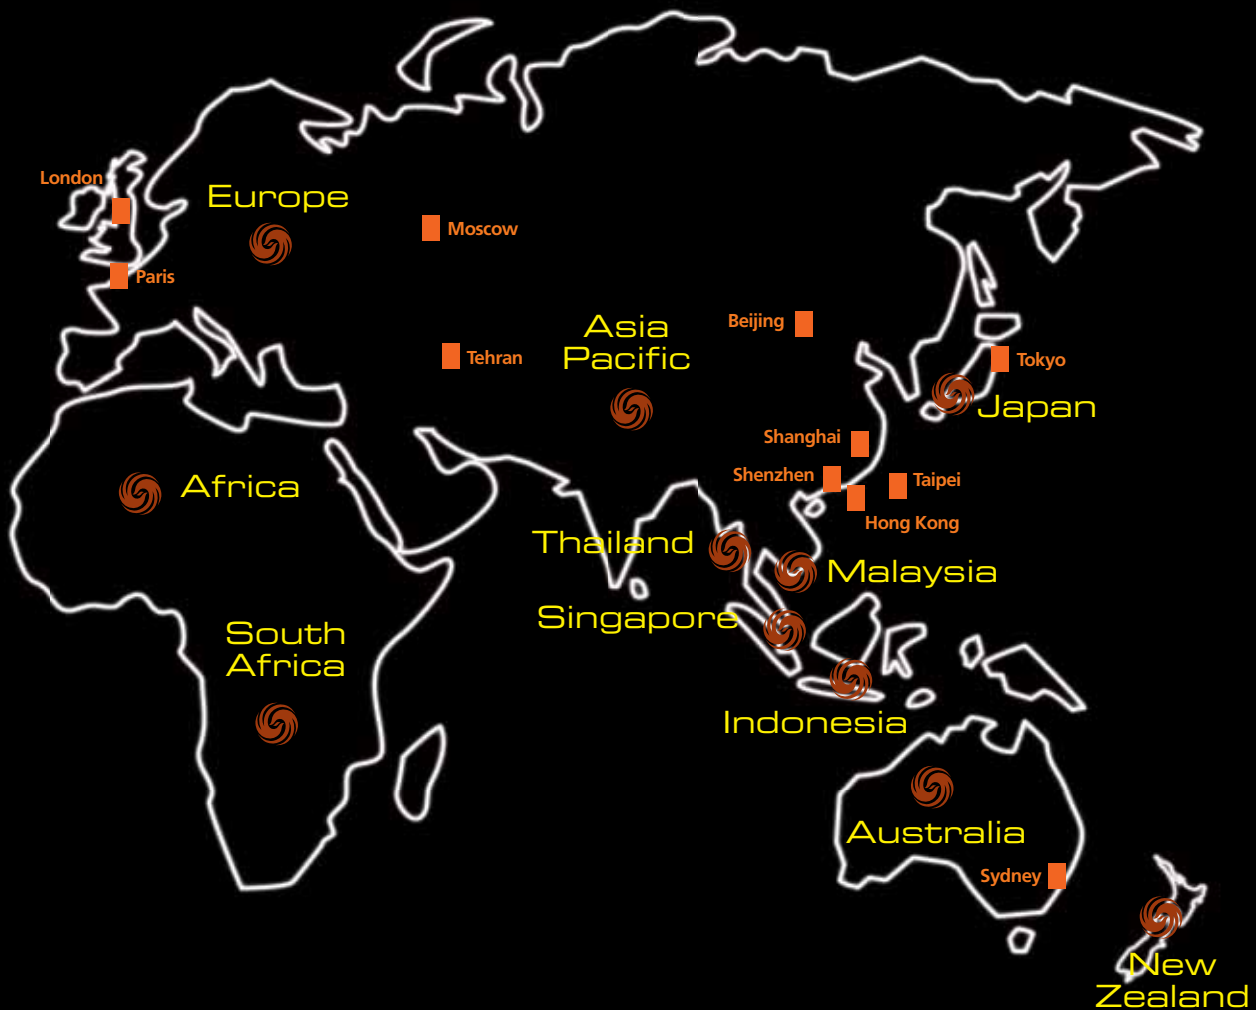 London
Europe
Moscow
Paris
Asia
Pacific
Beijing
Tehran
Tokyo
Japan
Shanghai
Shenzhen
Taipei
Africa
Hong Kong
Thailand
Malaysia
Singapore
South
Africa
Indonesia
Australia
Sydney
New
Zealand